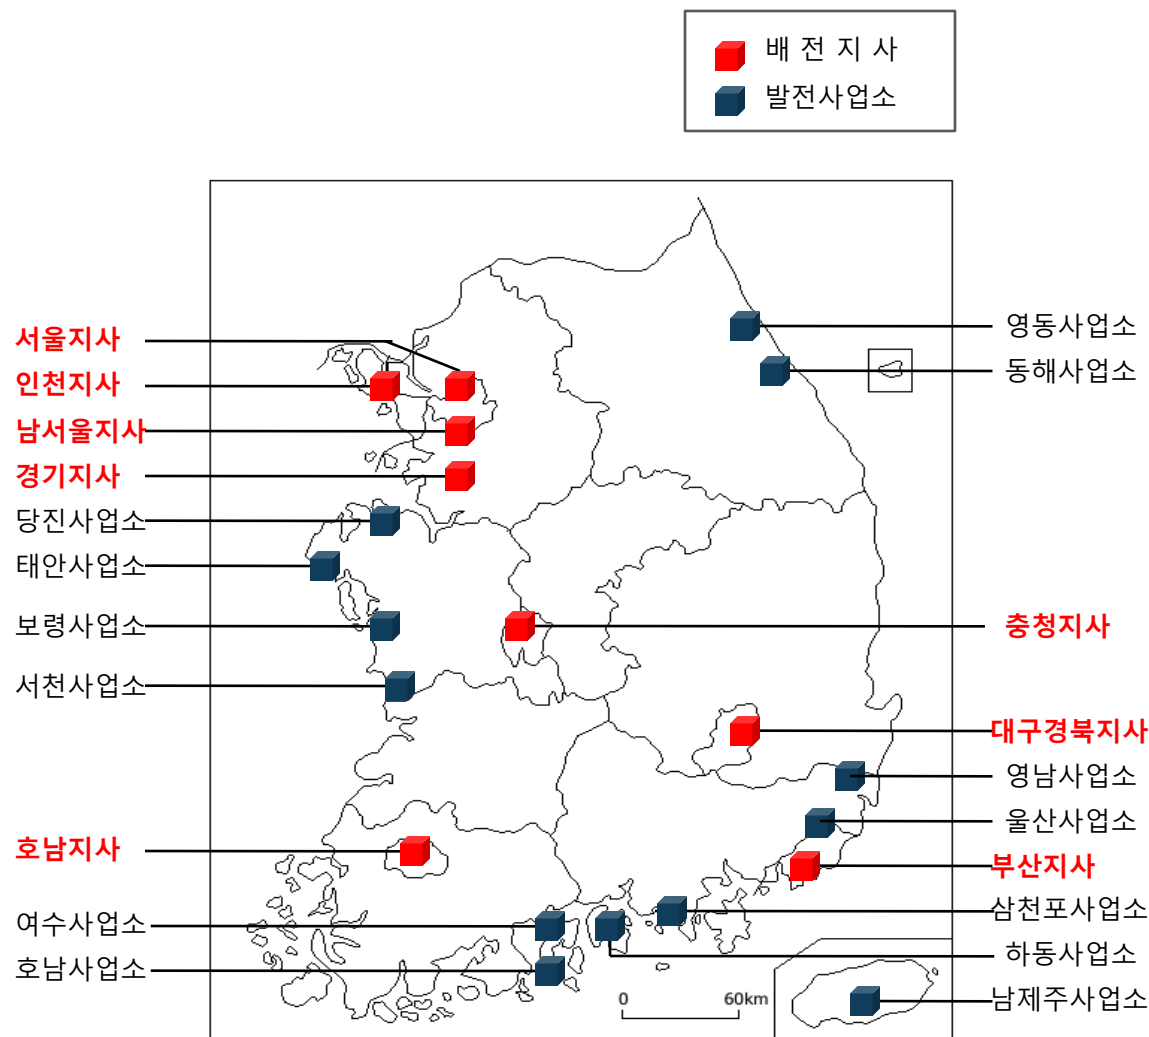 배 전 지 사
발전사업소
서울지사
인천지사
남서울지사
경기지사
당진사업소
태안사업소
보령사업소
서천사업소
호남지사
여수사업소
호남사업소
영동사업소
동해사업소
충청지사
대구경북지사
영남사업소
울산사업소
부산지사
삼천포사업소
하동사업소
남제주사업소
0 60km